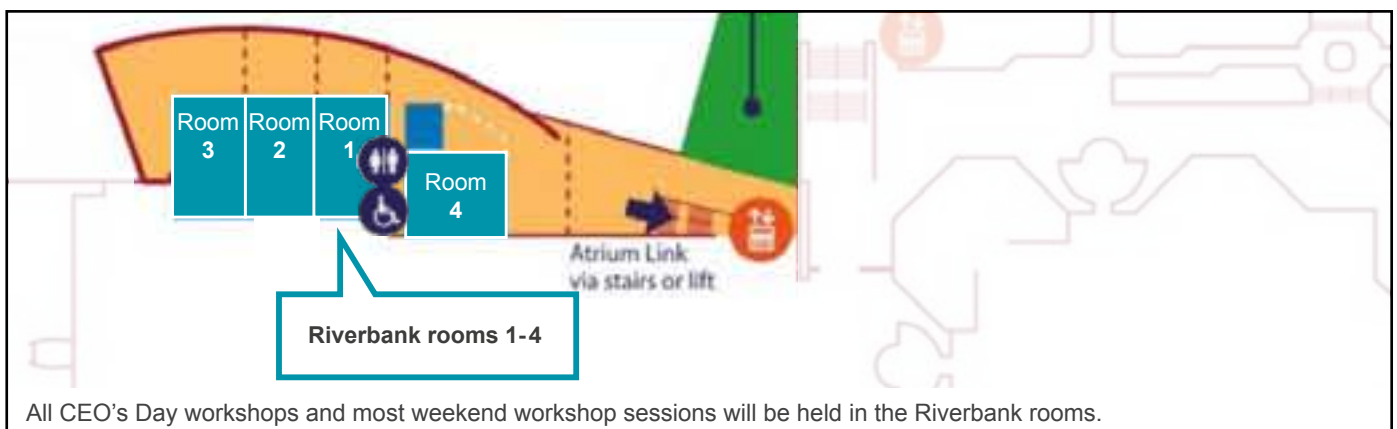 Room
3
Room
2
Room
1
Room
4
Atrium Link
via stairs or lift
Riverbank rooms 1-4
All CEO’s Day workshops and most weekend workshop sessions will be held in the Riverbank rooms.